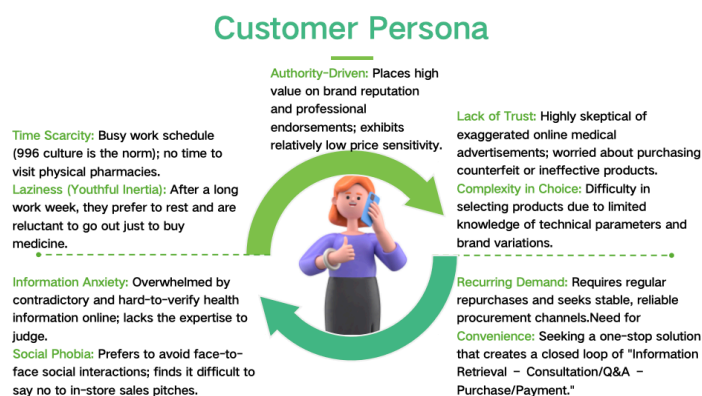 Customer Persona
Authority-Driven: Places high
value on brand reputation
and professional
endorsements; exhibits
relatively low price sensitivity.
Time Scarcity: Busy work schedule
(996 culture is the norm); no time to
visit physical pharmacies.
Laziness (Youthful Inertia): After a long
work week, they prefer to rest and are
reluctant to go out just to buy
medicine.
Lack of Trust: Highly skeptical of
exaggerated online medical
advertisements; worried about purchasing
counterfeit or ineffective products.
Complexity in Choice: Difficulty in
selecting products due to limited
knowledge of technical parameters and
brand variations.
Information Anxiety: Overwhelmed by
contradictory and hard-to-verify health
information online; lacks the expertise to
judge.
Social Phobia: Prefers to avoid face-to-
face social interactions; finds it difficult to
say no to in-store sales pitches.
Recurring Demand: Requires regular
repurchases and seeks stable, reliable
procurement channels.Need for
Convenience: Seeking a one-stop solution
that creates a closed loop of "Information
Retrieval – Consultation/Q&A –
Purchase/Payment."